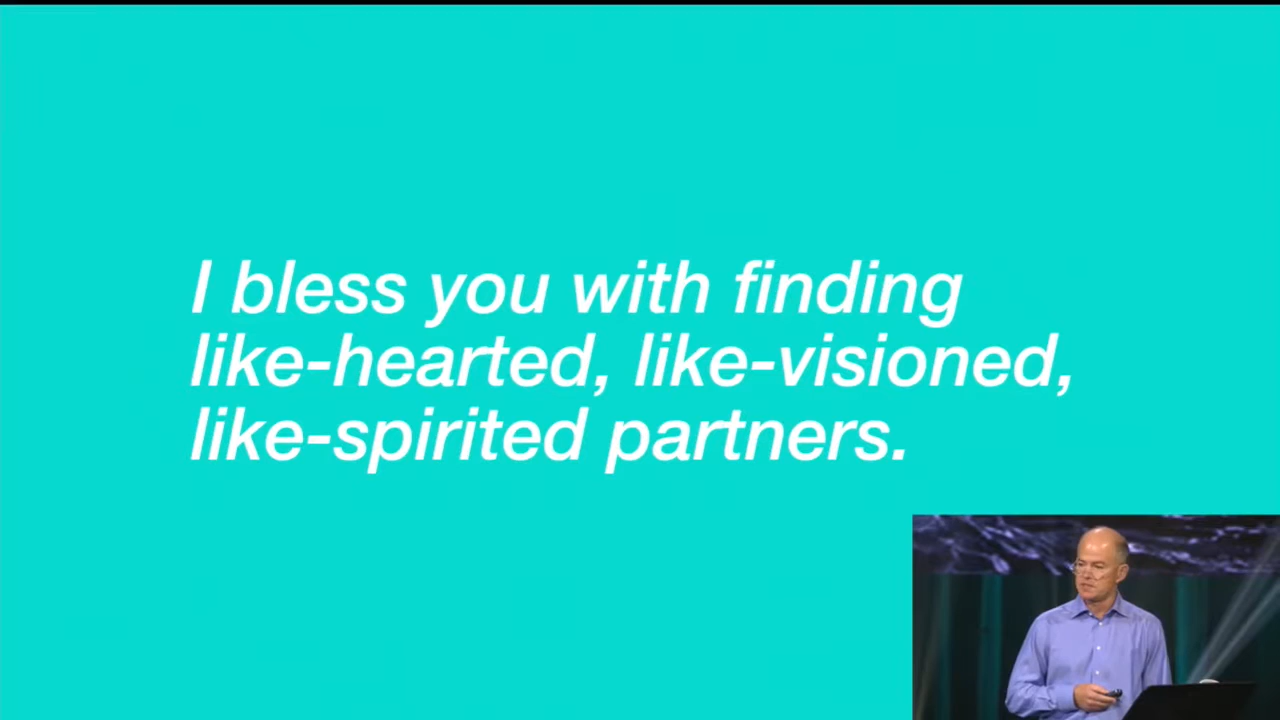 I bless you with finding
like-hearted, like-visioned,
like-spirited partners.